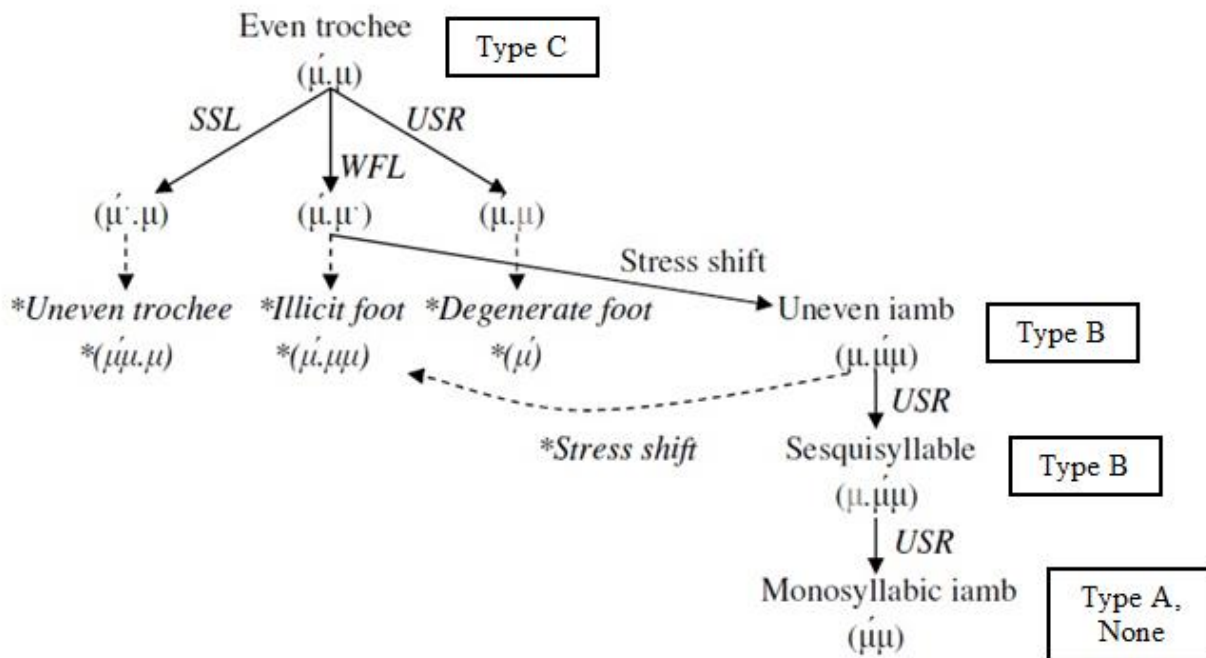 Even trochee
Type C
(μ́.μ)
SSL
USR
WFL
(μ́·.μ)
(μ́.μ·)
(μ́.μ)
Stress shift
*Uneven trochee
*Illicit foot
*Degenerate foot
Uneven iamb
Type B
*(μ́μ.μ)
*(μ́.μμ)
*(μ́)
(μ.μ́μ)
USR
*Stress shift
Sesquisyllable
Type B
(μ.μ́μ)
USR
Monosyllabic iamb
Type A,
None
(μ́μ)